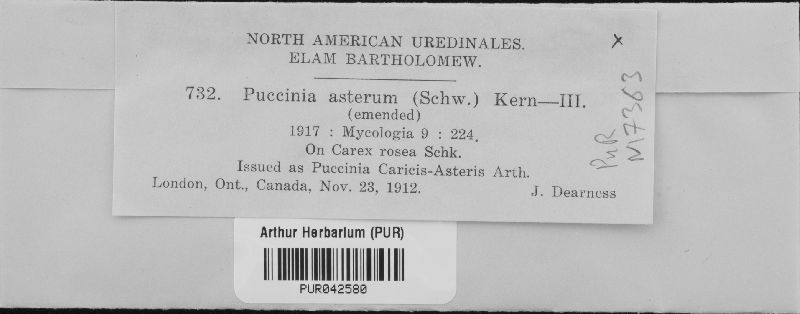 NORTH AMERICAN UREDINALES.
ELAM BARTHOLOMEW.
x
732. Puccinia asterum (Schw.) Kern—III.
(emended)
1917 : Mycologia 9 : 224.
On Carex rosea Schk.
Issued as Puccinia Caricis-Asteris Arth.
London, Ont., Canada, Nov. 23, 1912. J. Dearness
PUR
N17363
Arthur Herbarium (PUR)
PUR042580